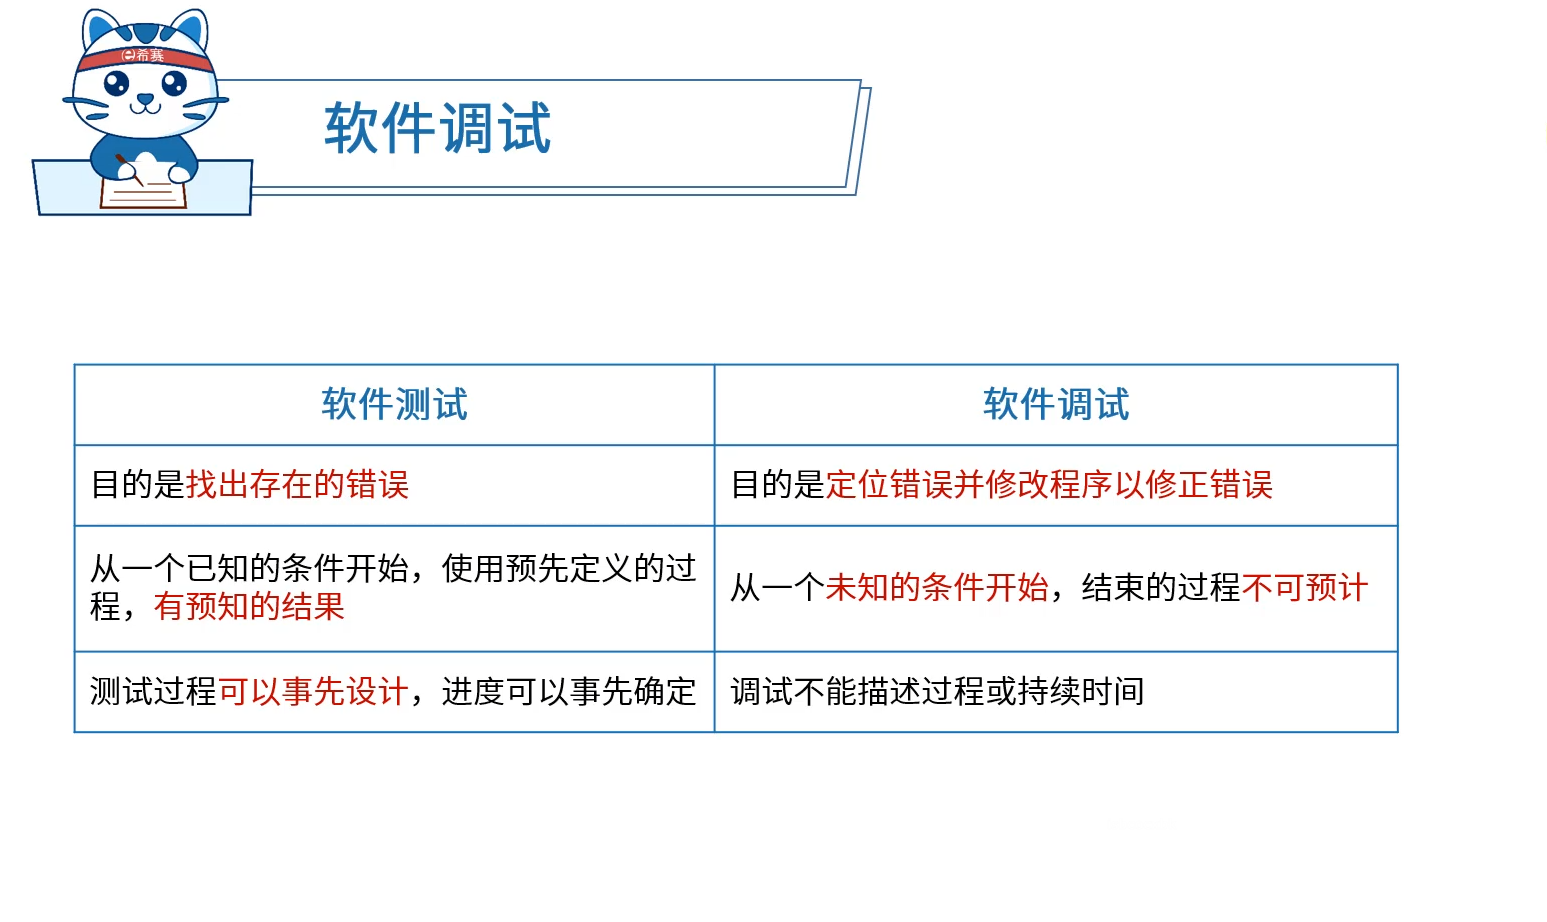 e希赛
软件调试
软件测试
软件调试
目的是找出存在的错误
目的是定位错误并修改程序以修正错误
从一个已知的条件开始，使用预先定义的过
程，有预知的结果
从一个未知的条件开始，结束的过程不可预计
测试过程可以事先设计，进度可以事先确定
调试不能描述过程或持续时间